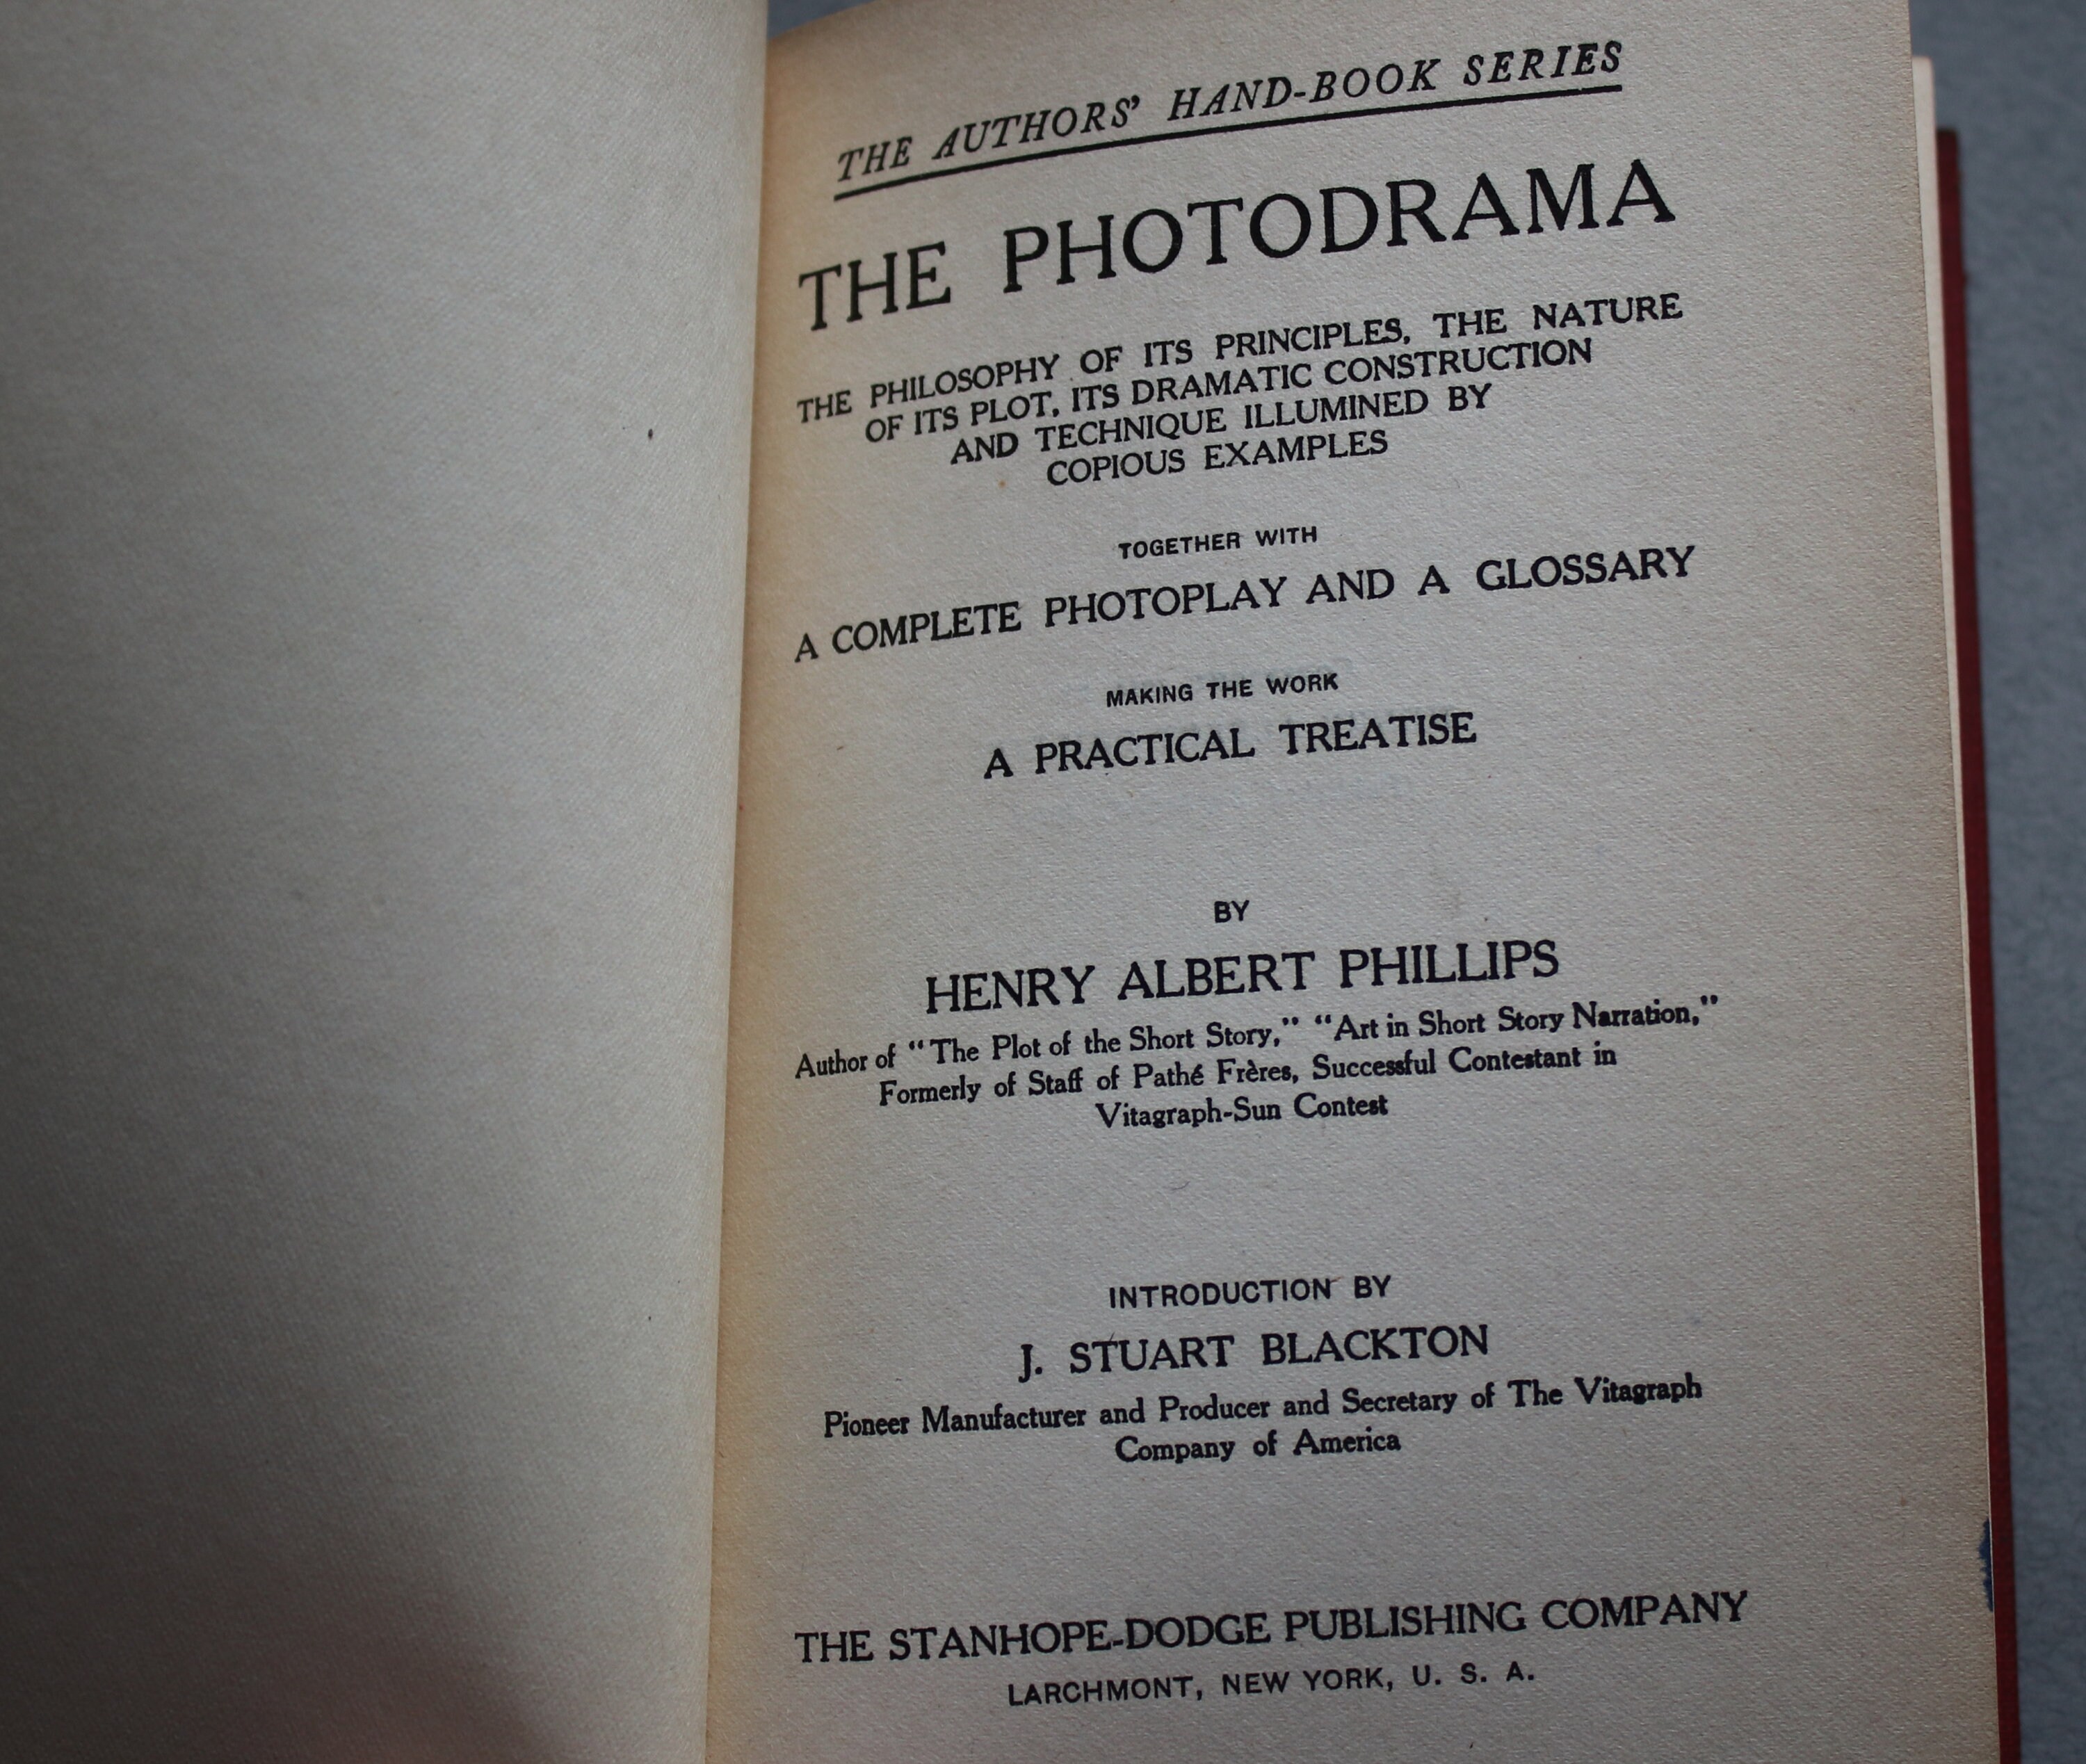 THE AUTHORS' HAND-BOOK SERIES
THE PHOTODRAMA
THE PHILOSOPHY OF ITS PRINCIPLES, THE NATURE
OF ITS PLOT, ITS DRAMATIC CONSTRUCTION
AND TECHNIQUE ILLUMINED BY
COPIOUS EXAMPLES
TOGETHER WITH
A COMPLETE PHOTOPLAY AND A GLOSSARY
MAKING THE WORK
A PRACTICAL TREATISE
BY
HENRY ALBERT PHILLIPS
Author of "The Plot of the Short Story," "Art in Short Story Narration,"
Formerly of Staff of Pathé Frères, Successful Contestant in
Vitagraph-Sun Contest
INTRODUCTION BY
J. STUART BLACKTON
Pioneer Manufacturer and Producer and Secretary of The Vitagraph
Company of America
THE STANHOPE-DODGE PUBLISHING COMPANY
LARCHMONT, NEW YORK, U. S. A.